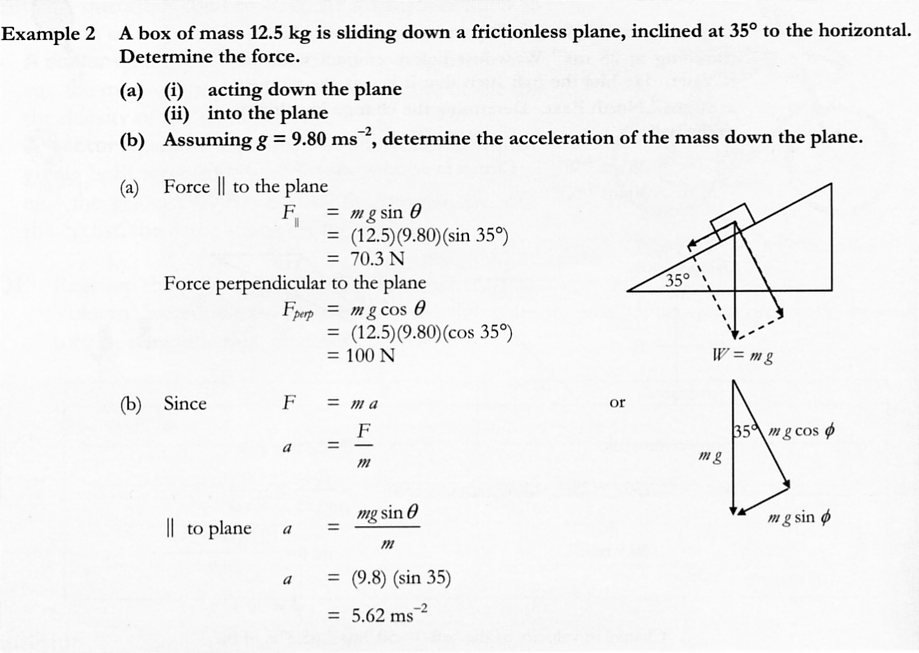 Example 2 A box of mass 12.5 kg is sliding down a frictionless plane, inclined at 35° to the horizontal.
Determine the force.
(a) (i) acting down the plane
(ii) into the plane
(b) Assuming g = 9.80 ms⁻², determine the acceleration of the mass down the plane.
(a) Force || to the plane
F|| = m g sin θ
= (12.5)(9.80)(sin 35°)
= 70.3 N
Force perpendicular to the plane
Fperp = m g cos θ
= (12.5)(9.80)(cos 35°)
= 100 N
35°
W = m g
(b) Since F = m a
a = F/m
|| to plane a = mg sin θ/m
a = (9.8) (sin 35)
= 5.62 ms⁻²
or
35° m g cos ϕ
m g
m g sin ϕ